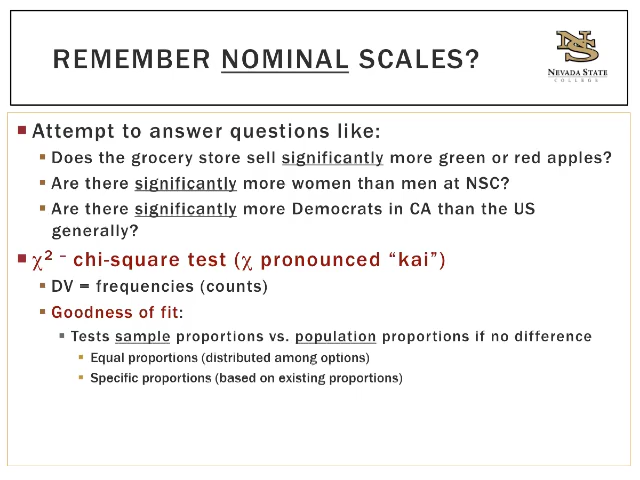 REMEMBER NOMINAL SCALES?
NS
NEVADA STATE
COLLEGE
Attempt to answer questions like:
Does the grocery store sell significantly more green or red apples?
Are there significantly more women than men at NSC?
Are there significantly more Democrats in CA than the US
generally?
χ² – chi-square test (χ pronounced “kai”)
DV = frequencies (counts)
Goodness of fit:
Tests sample proportions vs. population proportions if no difference
Equal proportions (distributed among options)
Specific proportions (based on existing proportions)